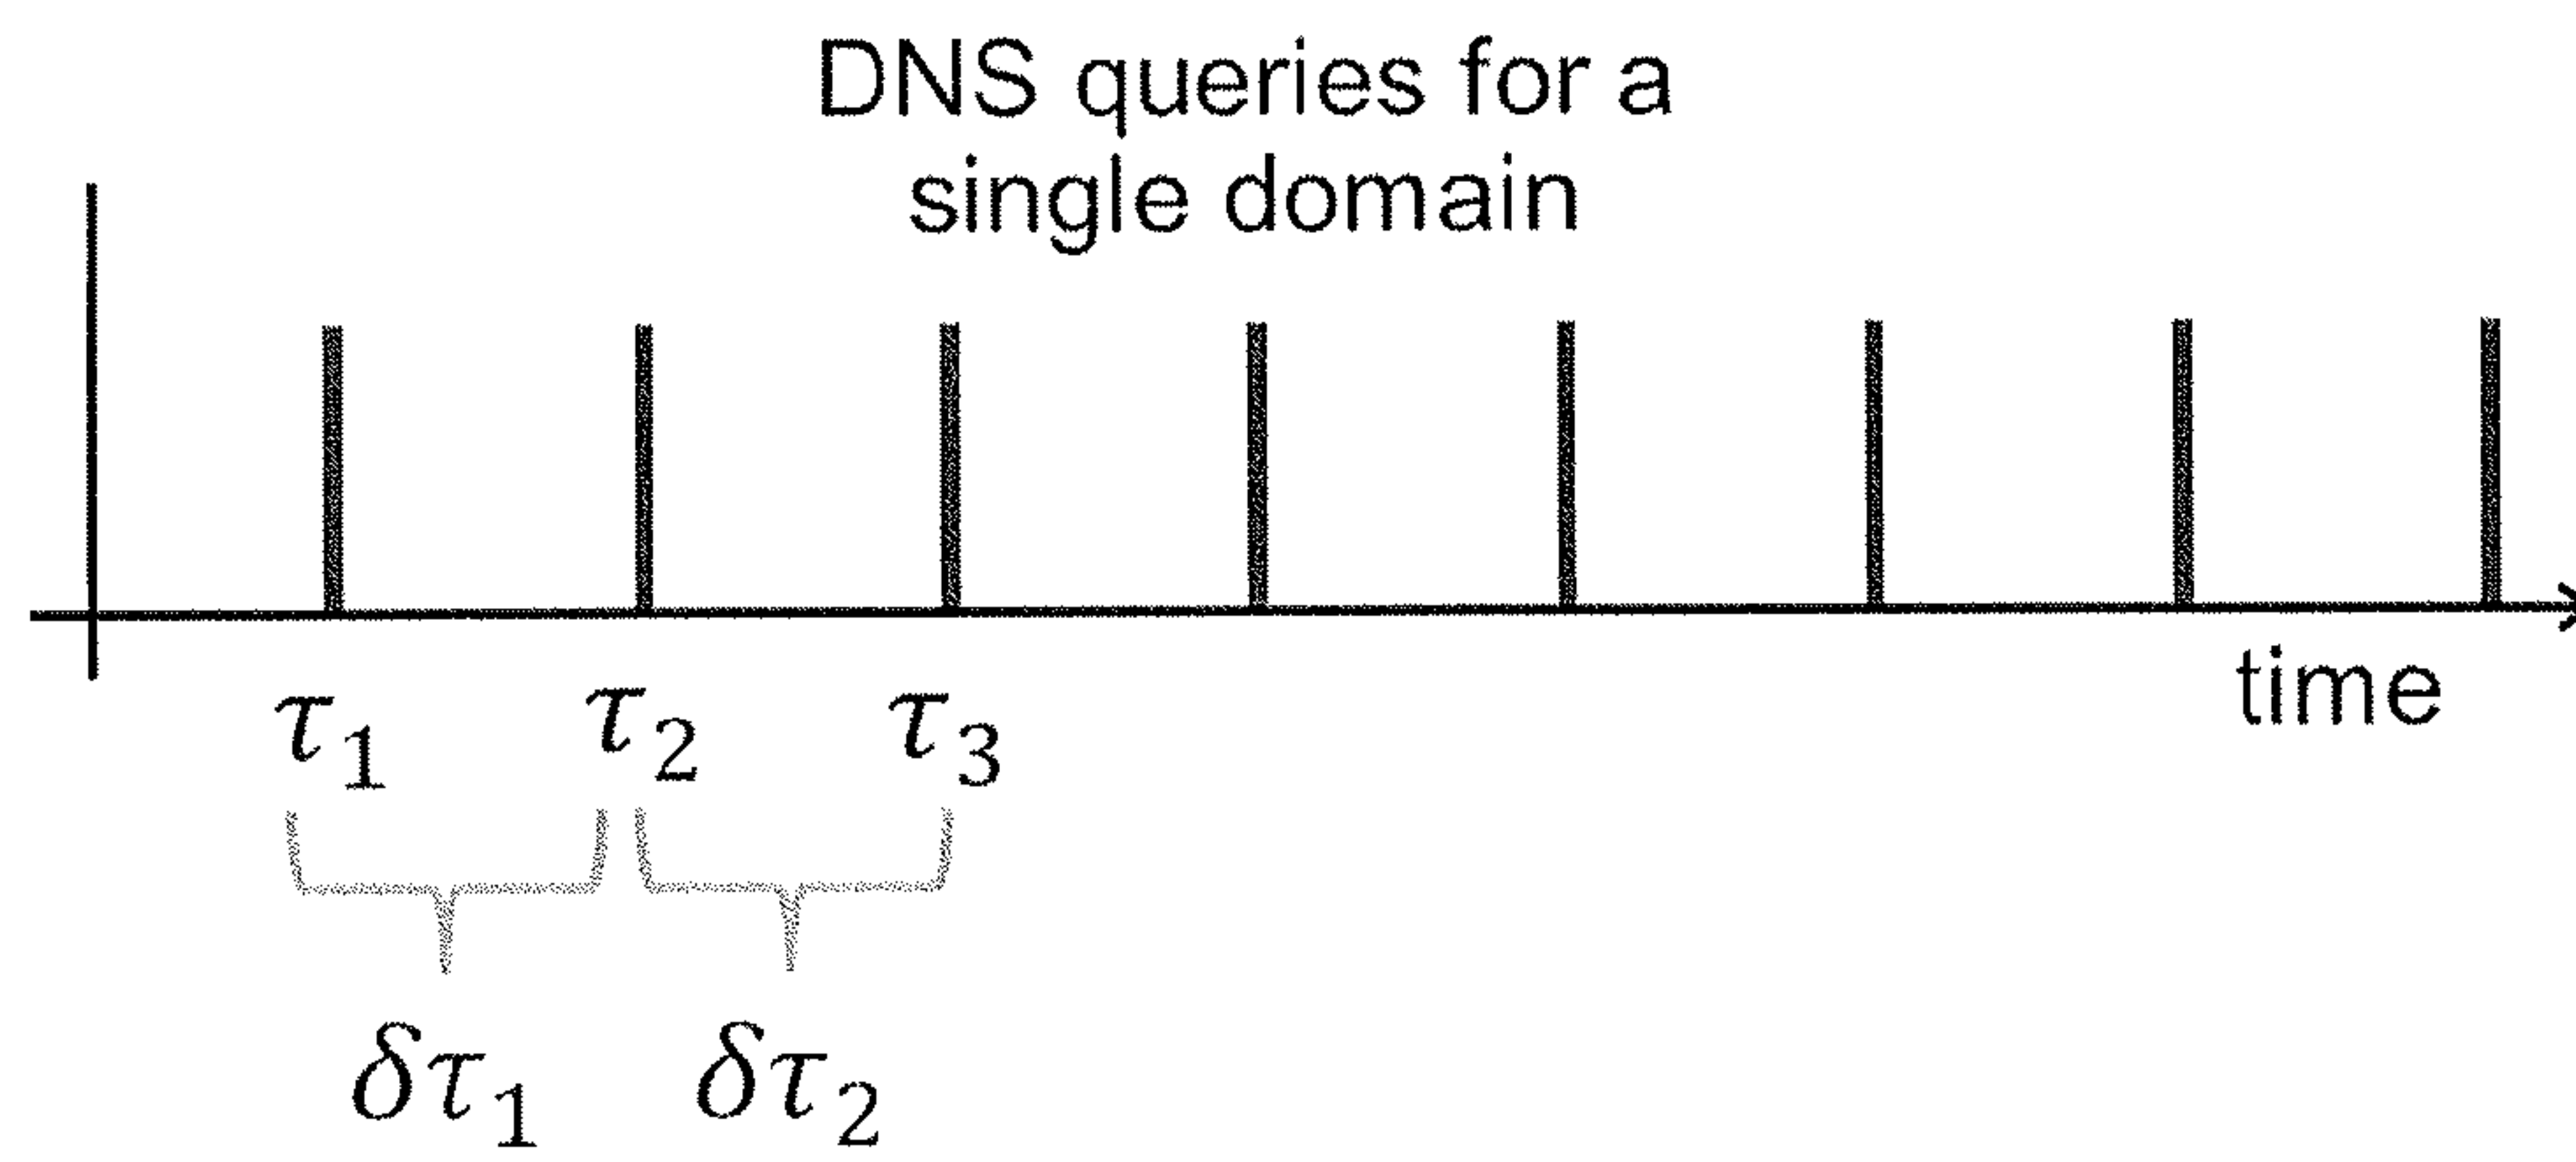 DNS queries for a
single domain
time
τ1 τ2 τ3
δτ1 δτ2